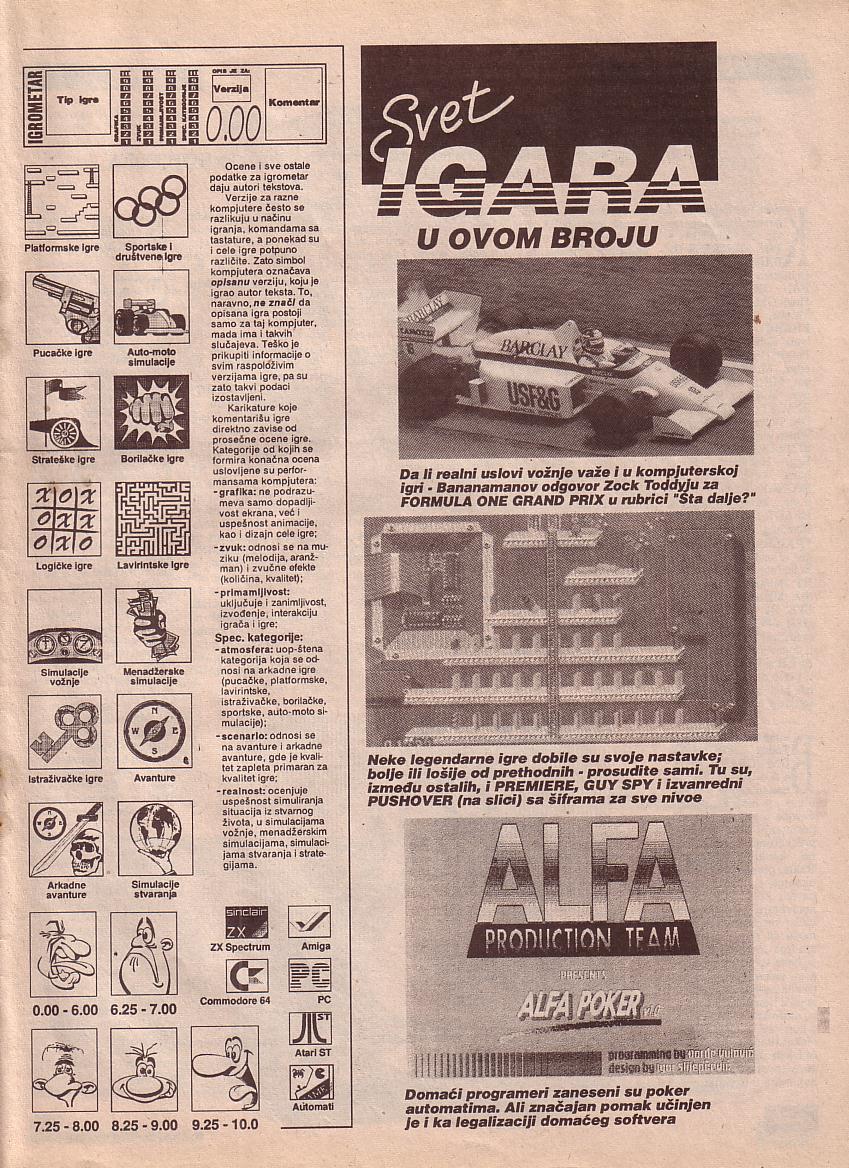 IGROMETAR
Tip igre
GRAFIKA
ZVUK
PRIMAMLJIVOST
SPEC. KATEGORIJE
OPIS JE ZA:
Verzija
0.00
Komentar
Platformske igre
Sportske i
društvene igre
Pucačke igre
Auto-moto
simulacije
Strateške igre
Borilačke igre
X O X
O X X
O X O
Logičke igre
Lavirintske igre
Simulacije
vožnje
Menadžerske
simulacije
Istraživačke igre
N
W E
S
Avanture
Arkadne
avanture
Simulacije
stvaranja
0.00 - 6.00
6.25 - 7.00
7.25 - 8.00
8.25 - 9.00
9.25 - 10.0
Ocene i sve ostale
podatke za igrometar
daju autori tekstova.
Verzije za razne
kompjutere često se
razlikuju u načinu
igranja, komandama sa
tastature, a ponekad su
i cele igre potpuno
različite. Zato simbol
kompjutera označava
opisanu verziju, koju je
igrao autor teksta. To,
naravno, ne znači da
opisana igra postoji
samo za taj kompjuter,
mada ima i takvih
slučajeva. Teško je
prikupiti informacije o
svim raspoloživim
verzijama igre, pa su
zato takvi podaci
izostavljeni.
Karikature koje
komentarišu igre
direktno zavise od
prosečne ocene igre.
Kategorije od kojih se
formira konačna ocena
uslovljene su perfor-
mansama kompjutera:
- grafika: ne podrazu-
meva samo dopadlji-
vost ekrana, već i
uspešnost animacije,
kao i dizajn cele igre;
- zvuk: odnosi se na mu-
ziku (melodija, aranž-
man) i zvučne efekte
(količina, kvalitet);
- primamljivost:
uključuje i zanimljivost,
izvođenje, interakciju
igrača i igre;
Spec. kategorije:
- atmosfera: uop-štena
kategorija koja se od-
nosi na arkadne igre
(pucačke, platformske,
lavirintske,
istraživačke, borilačke,
sportske, auto-moto si-
mulacije);
- scenario: odnosi se
na avanture i arkadne
avanture, gde je kvali-
tet zapleta primaran za
kvalitet igre;
- realnost: ocenjuje
uspešnost simuliranja
situacija iz stvarnog
života, u simulacijama
vožnje, menadžerskim
simulacijama, simulaci-
jama stvaranja i strate-
gijama.
sinclair
ZX
ZX Spectrum
Amiga
Commodore 64
PC
PC
ST
Atari ST
GAME
Automati
Svet
IGARA
U OVOM BROJU
BARCLAY
BARCLAY
USF&G
Da li realni uslovi vožnje važe i u kompjuterskoj
igri - Bananamanov odgovor Zock Toddyju za
FORMULA ONE GRAND PRIX u rubrici "Šta dalje?"
Neke legendarne igre dobile su svoje nastavke;
bolje ili lošije od prethodnih - prosudite sami. Tu su,
između ostalih, i PREMIERE, GUY SPY i izvanredni
PUSHOVER (na slici) sa šiframa za sve nivoe
ALFA
PRODUCTION TEAM
PRESENTS
ALFA POKER
programming by
design by
Domaći programeri zaneseni su poker
automatima. Ali značajan pomak učinjen
je i ka legalizaciji domaćeg softvera